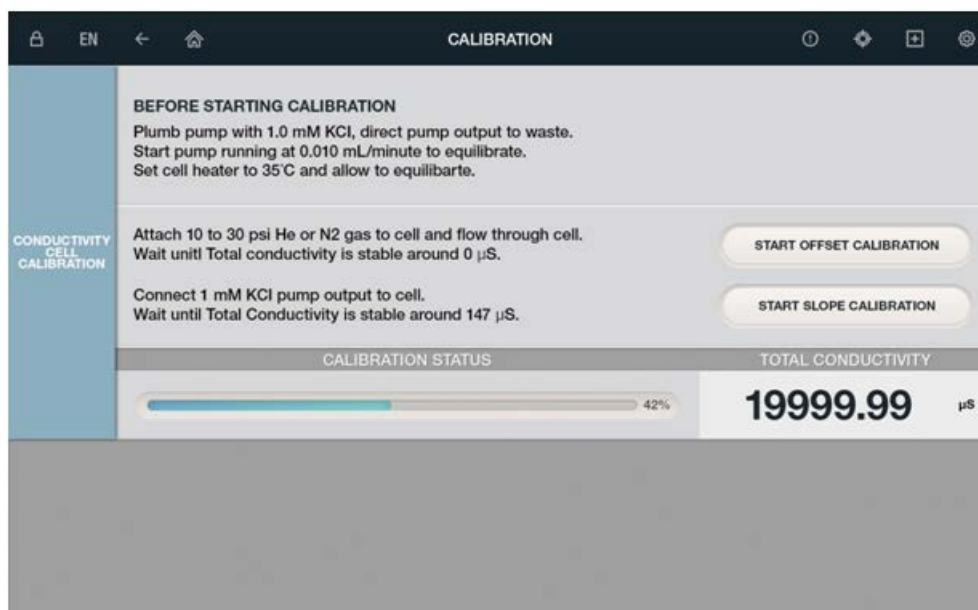 EN
CALIBRATION
BEFORE STARTING CALIBRATION
Plumb pump with 1.0 mM KCI, direct pump output to waste.
Start pump running at 0.010 mL/minute to equilibrate.
Set cell heater to 35°C and allow to equilibarte.
CONDUCTIVITY
CELL
CALIBRATION
Attach 10 to 30 psi He or N2 gas to cell and flow through cell.
Wait unitl Total conductivity is stable around 0 µS.
START OFFSET CALIBRATION
Connect 1 mM KCI pump output to cell.
Wait until Total Conductivity is stable around 147 µS.
START SLOPE CALIBRATION
CALIBRATION STATUS
TOTAL CONDUCTIVITY
42%
19999.99 µS